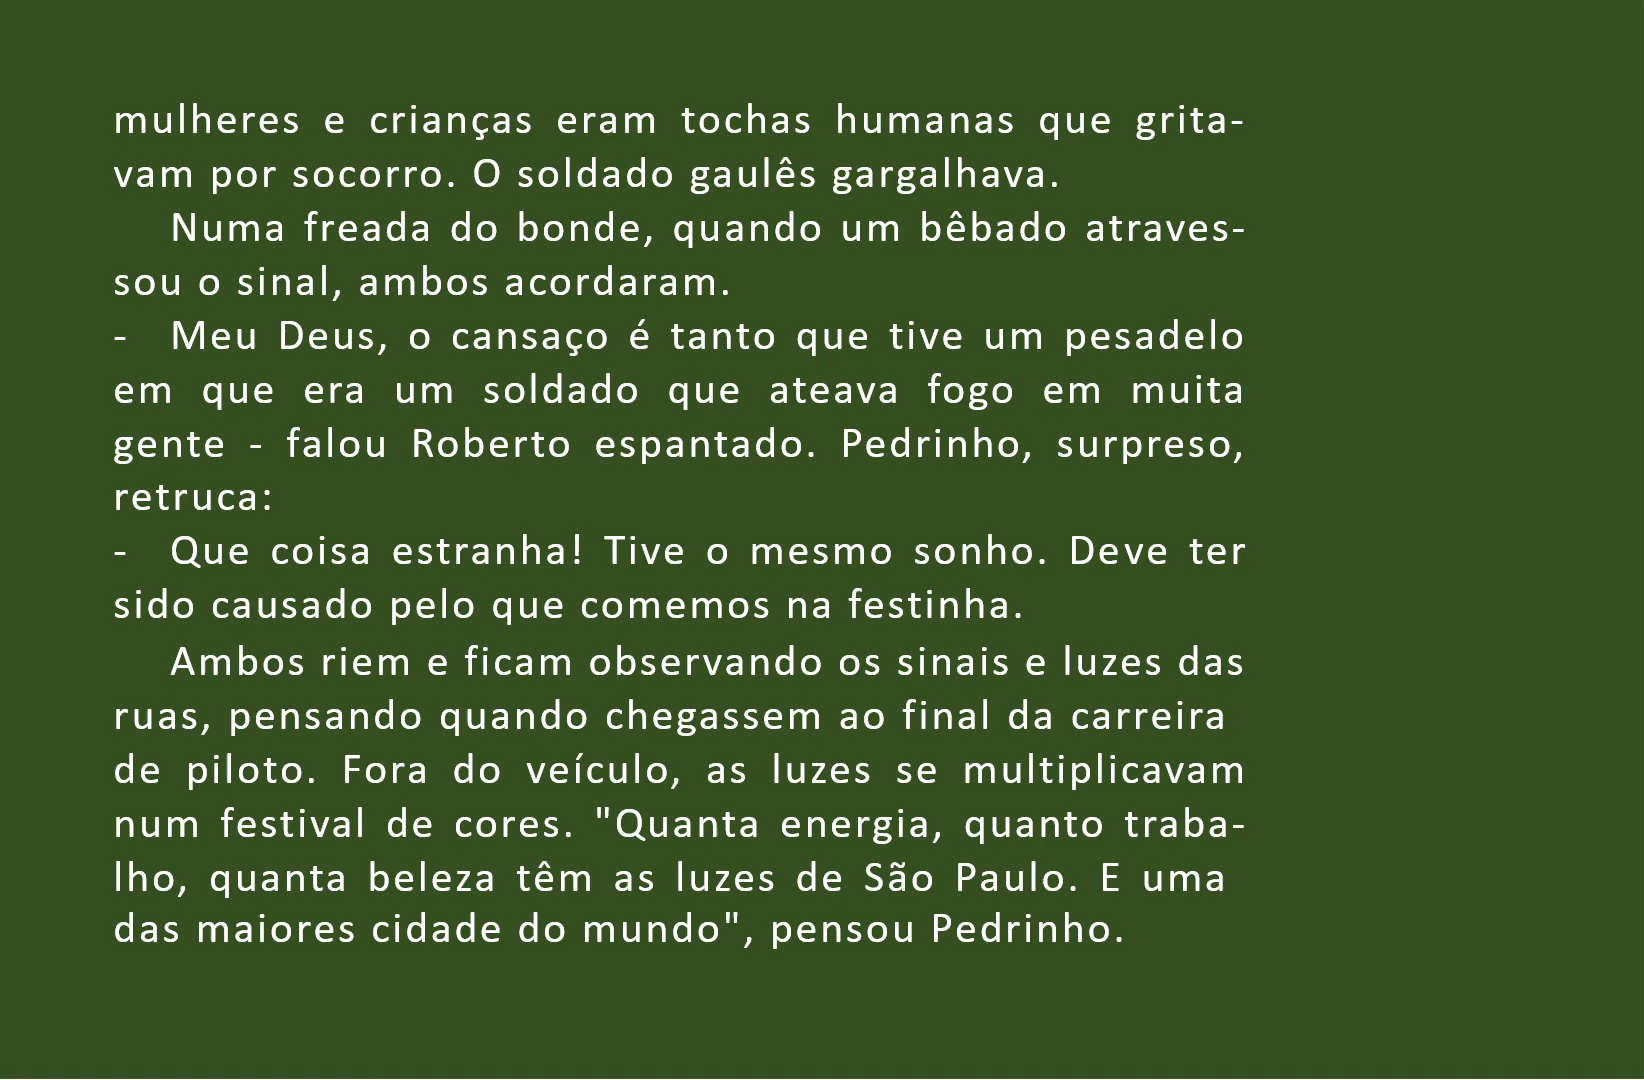 mulheres e crianças eram tochas humanas que grita-
vam por socorro. O soldado gaulês gargalhava.
Numa freada do bonde, quando um bêbado atraves-
sou o sinal, ambos acordaram.
- Meu Deus, o cansaço é tanto que tive um pesadelo
em que era um soldado que ateava fogo em muita
gente - falou Roberto espantado. Pedrinho, surpreso,
retruca:
- Que coisa estranha! Tive o mesmo sonho. Deve ter
sido causado pelo que comemos na festinha.
Ambos riem e ficam observando os sinais e luzes das
ruas, pensando quando chegassem ao final da carreira
de piloto. Fora do veículo, as luzes se multiplicavam
num festival de cores. "Quanta energia, quanto traba-
lho, quanta beleza têm as luzes de São Paulo. E uma
das maiores cidade do mundo", pensou Pedrinho.